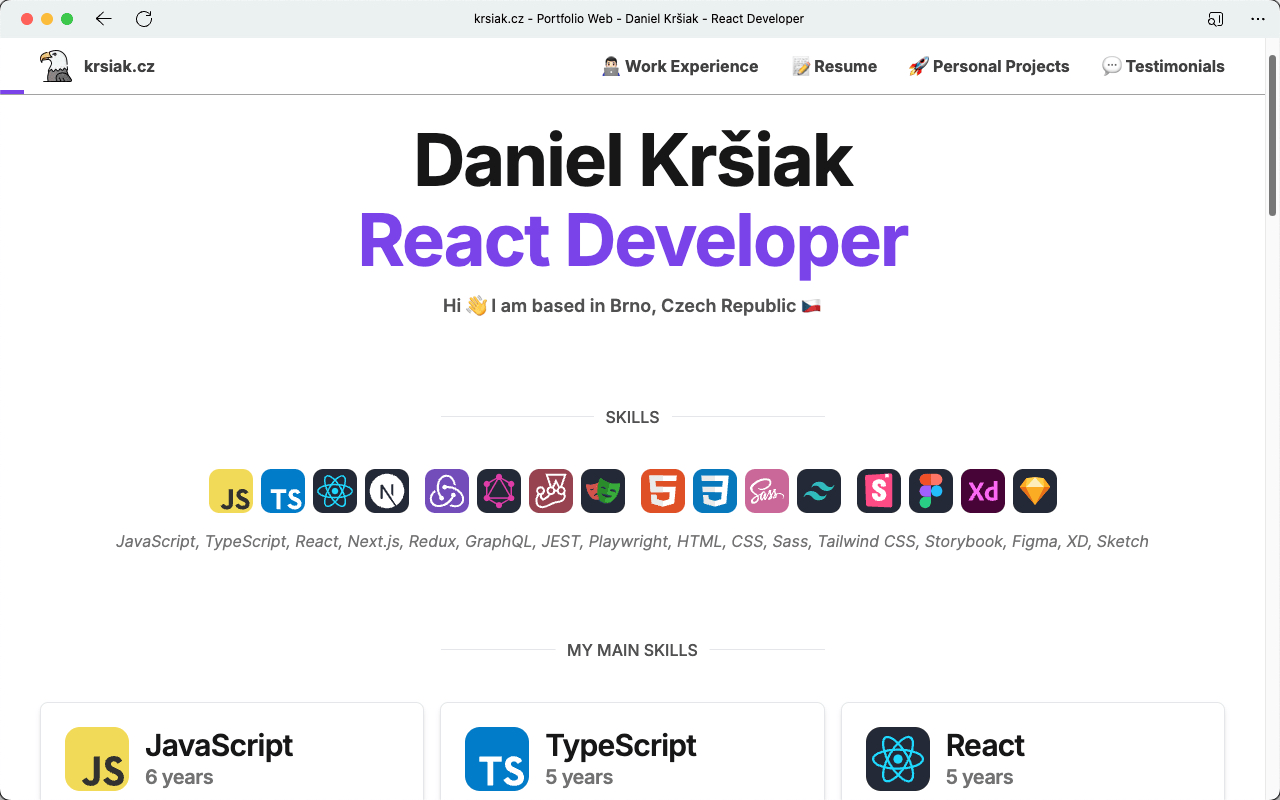 krsiak.cz - Portfolio Web - Daniel Kršiak - React Developer
krsiak.cz
Work Experience
Resume
Personal Projects
Testimonials
Daniel Kršiak
React Developer
Hi 👋 I am based in Brno, Czech Republic 🇨🇿
SKILLS
JS TS N Sass Xd
JavaScript, TypeScript, React, Next.js, Redux, GraphQL, JEST, Playwright, HTML, CSS, Sass, Tailwind CSS, Storybook, Figma, XD, Sketch
MY MAIN SKILLS
JS
JavaScript
6 years
TS
TypeScript
5 years
React
5 years